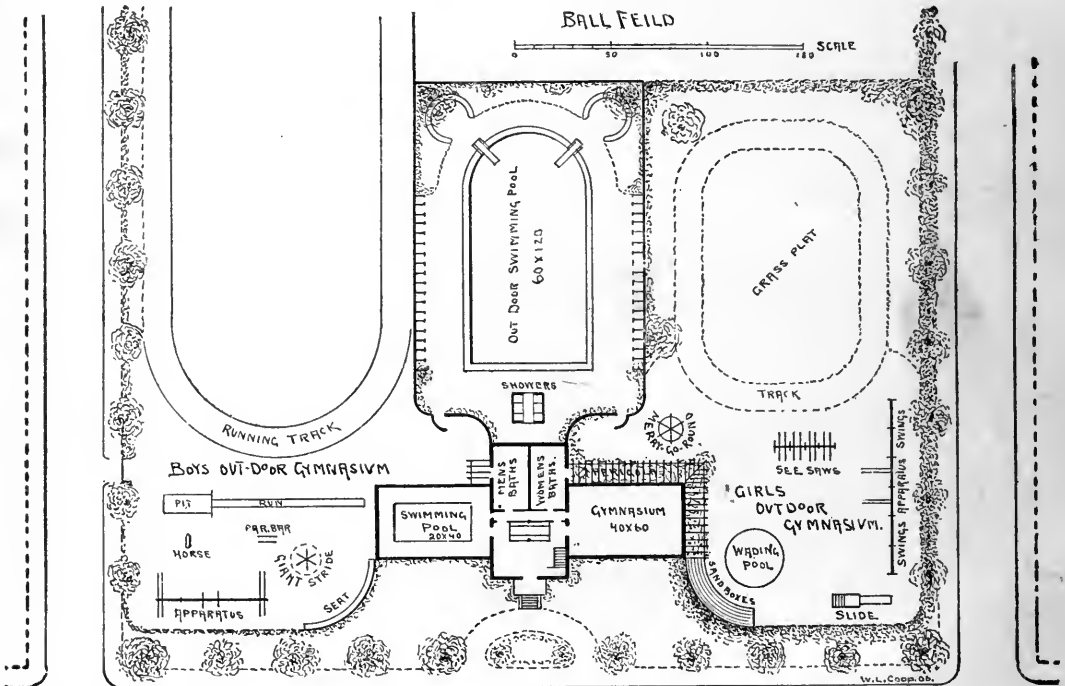 BALL FEILD
0 50 100 150 SCALE
OUT DOOR SWIMMING POOL
60 X 120
GRASS PLAT
SHOWERS
TRACK
RUNNING TRACK
MERRY-GO-ROUND
SEE SAWS
SWINGS APPARATUS SWINGS
BOYS OUT-DOOR GYMNASIUM
MENS
BATHS
WOMENS
BATHS.
PERGOLA
PIT
RUN
SWIMMING
POOL
20X40
GYMNASIUM
40X60
GIRLS
OUT DOOR
GYMNASIUM.
PAR. BAR
HORSE
GIANT STRIDE
WADING
POOL
SAND BOXES
SEAT
APPARATUS
SLIDE
W.L.COOP. 06.